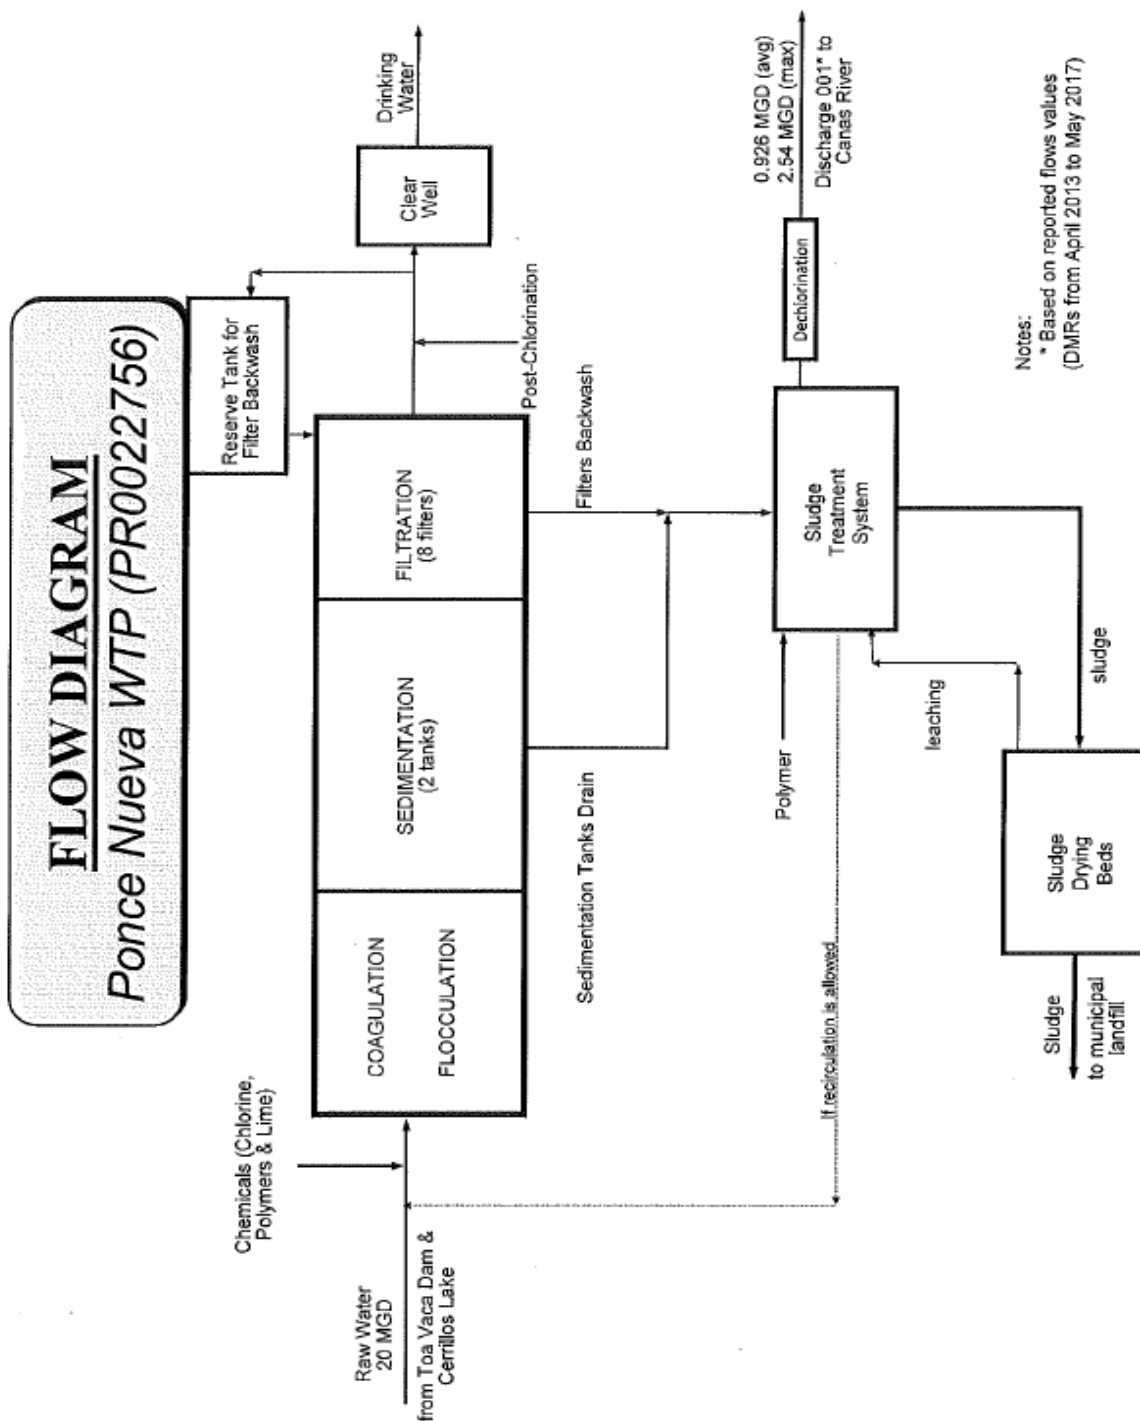 FLOW DIAGRAM
Ponce Nueva WTP (PR0022756)
Chemicals (Chlorine,
Polymers & Lime)
Reserve Tank for
Filter Backwash
Raw Water
20 MGD
from Toa Vaca Dam &
Cerrillos Lake
COAGULATION
FLOCCULATION
SEDIMENTATION
(2 tanks)
FILTRATION
(8 filters)
Clear
Well
Drinking
Water
Post-Chlorination
Sedimentation Tanks Drain
Filters Backwash
Polymer
Sludge
Treatment
System
Dechlorination
0.926 MGD (avg)
2.54 MGD (max)
Discharge 001* to
Canas River
If recirculation is allowed
leaching
sludge
Sludge
Drying
Beds
Sludge
to municipal
landfill
Notes:
* Based on reported flows values
(DMRs from April 2013 to May 2017)